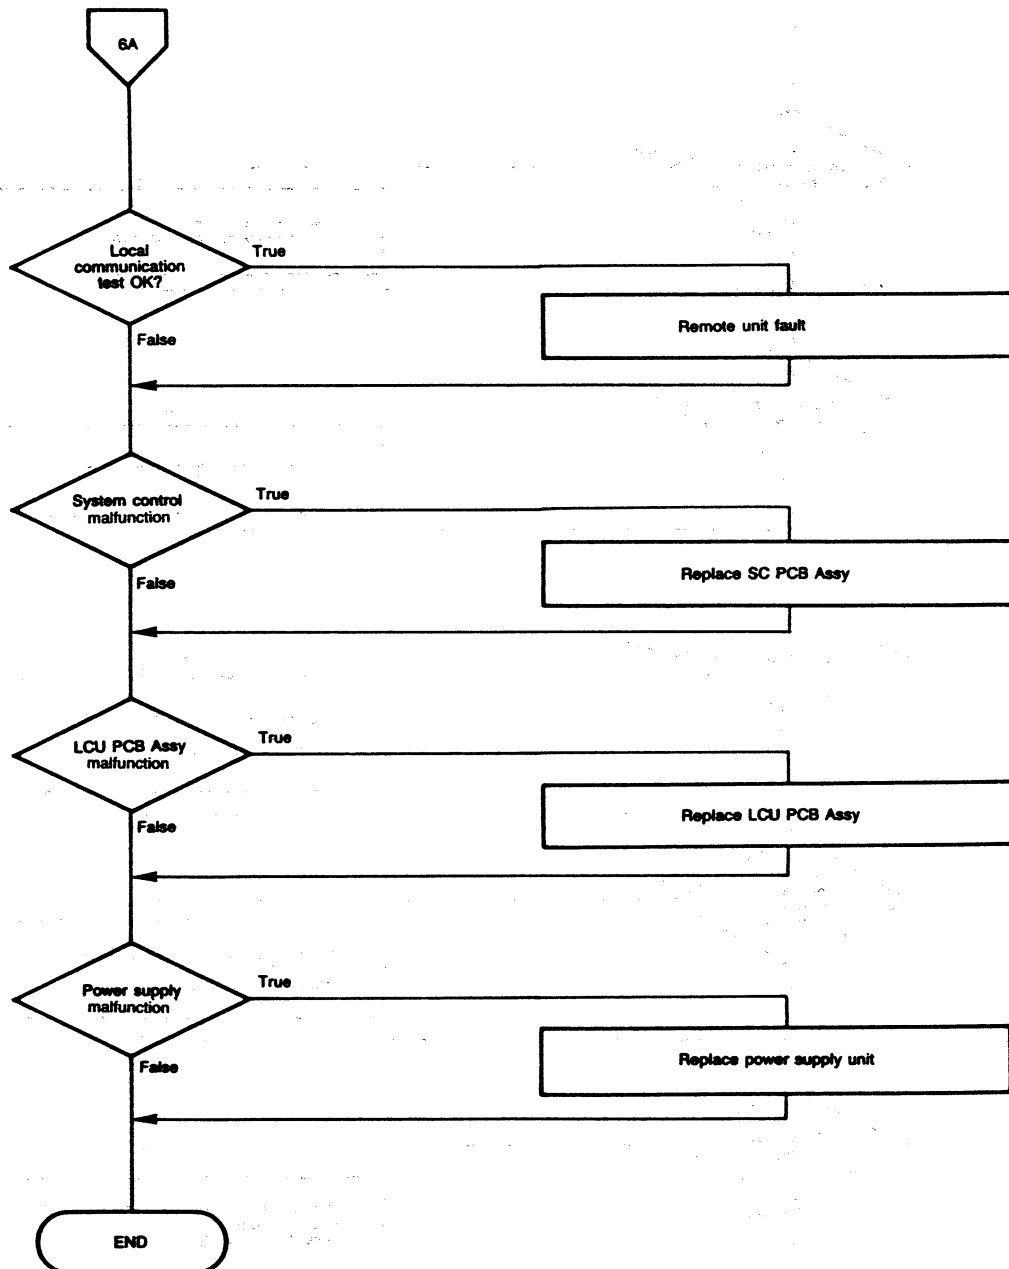 6A
Local
communication
test OK?
True
Remote unit fault
False
System control
malfunction
True
Replace SC PCB Assy
False
LCU PCB Assy
malfunction
True
Replace LCU PCB Assy
False
Power supply
malfunction
True
Replace power supply unit
False
END